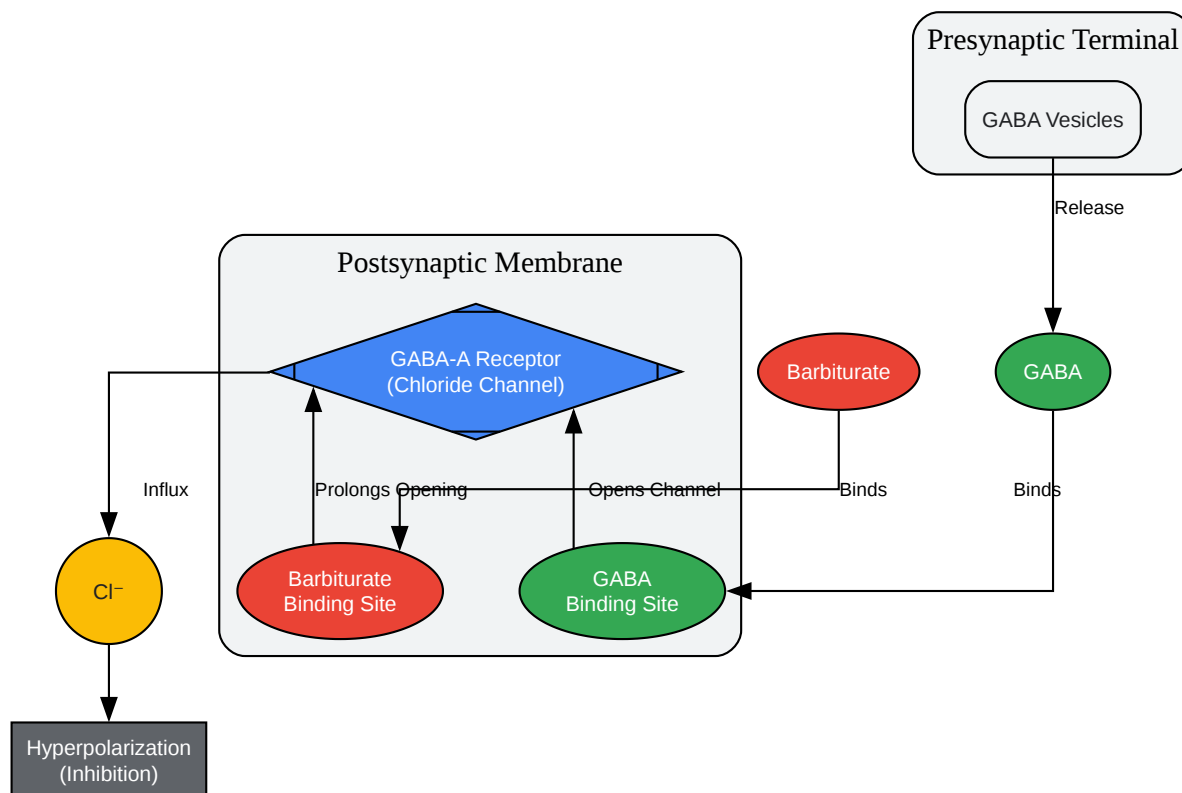 Presynaptic Terminal
GABA Vesicles
Release
Postsynaptic Membrane
GABA-A Receptor
(Chloride Channel)
Barbiturate
GABA
Influx
Prolongs Opening
Opens Channel
Binds
Binds
Cl⁻
Barbiturate
Binding Site
GABA
Binding Site
Hyperpolarization
(Inhibition)